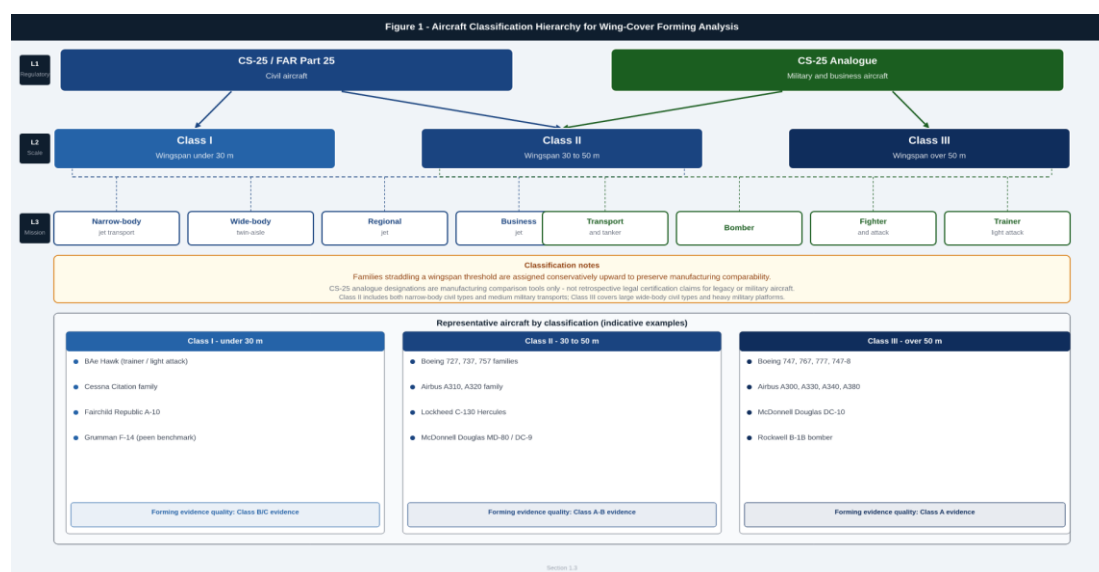 Figure 1 - Aircraft Classification Hierarchy for Wing-Cover Forming Analysis
L1
Regulatory
CS-25 / FAR Part 25
Civil aircraft
CS-25 Analogue
Military and business aircraft
L2
Scale
Class I
Wingspan under 30 m
Class II
Wingspan 30 to 50 m
Class III
Wingspan over 50 m
L3
Mission
Narrow-body
jet transport
Wide-body
twin-aisle
Regional
jet
Business
jet
Transport
and tanker
Bomber
Fighter
and attack
Trainer
light attack
Classification notes
Families straddling a wingspan threshold are assigned conservatively upward to preserve manufacturing comparability.
CS-25 analogue designations are manufacturing comparison tools only - not retrospective legal certification claims for legacy or military aircraft.
Class II includes both narrow-body civil types and medium military transports; Class III covers large wide-body civil types and heavy military platforms.
Representative aircraft by classification (indicative examples)
Class I - under 30 m
BAe Hawk (trainer / light attack)
Cessna Citation family
Fairchild Republic A-10
Grumman F-14 (peen benchmark)
Forming evidence quality: Class B/C evidence
Class II - 30 to 50 m
Boeing 727, 737, 757 families
Airbus A310, A320 family
Lockheed C-130 Hercules
McDonnell Douglas MD-80 / DC-9
Forming evidence quality: Class A-B evidence
Class III - over 50 m
Boeing 747, 767, 777, 747-8
Airbus A300, A330, A340, A380
McDonnell Douglas DC-10
Rockwell B-1B bomber
Forming evidence quality: Class A evidence
Section 1.3